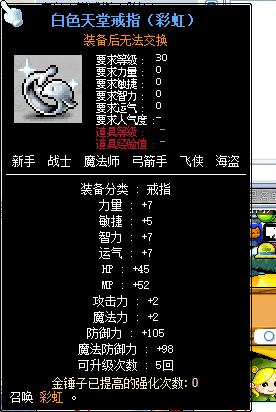 白色天堂戒指（彩虹）
装备后无法交换
要求等级： 30
要求力量： 0
要求敏捷： 0
要求智力： 0
要求运气： 0
要求人气度： -
道具等级： -
道具经验值： -
新手 战士 魔法师 弓箭手 飞侠 海盗
装备分类 : 戒指
力量 : +7
敏捷 : +5
智力 : +7
运气 : +7
HP : +45
MP : +52
攻击力 : +2
魔法力 : +2
防御力 : +105
魔法防御力 : +98
可升级次数 : 5回
金锤子已提高的强化次数: 0
召唤 彩虹 。